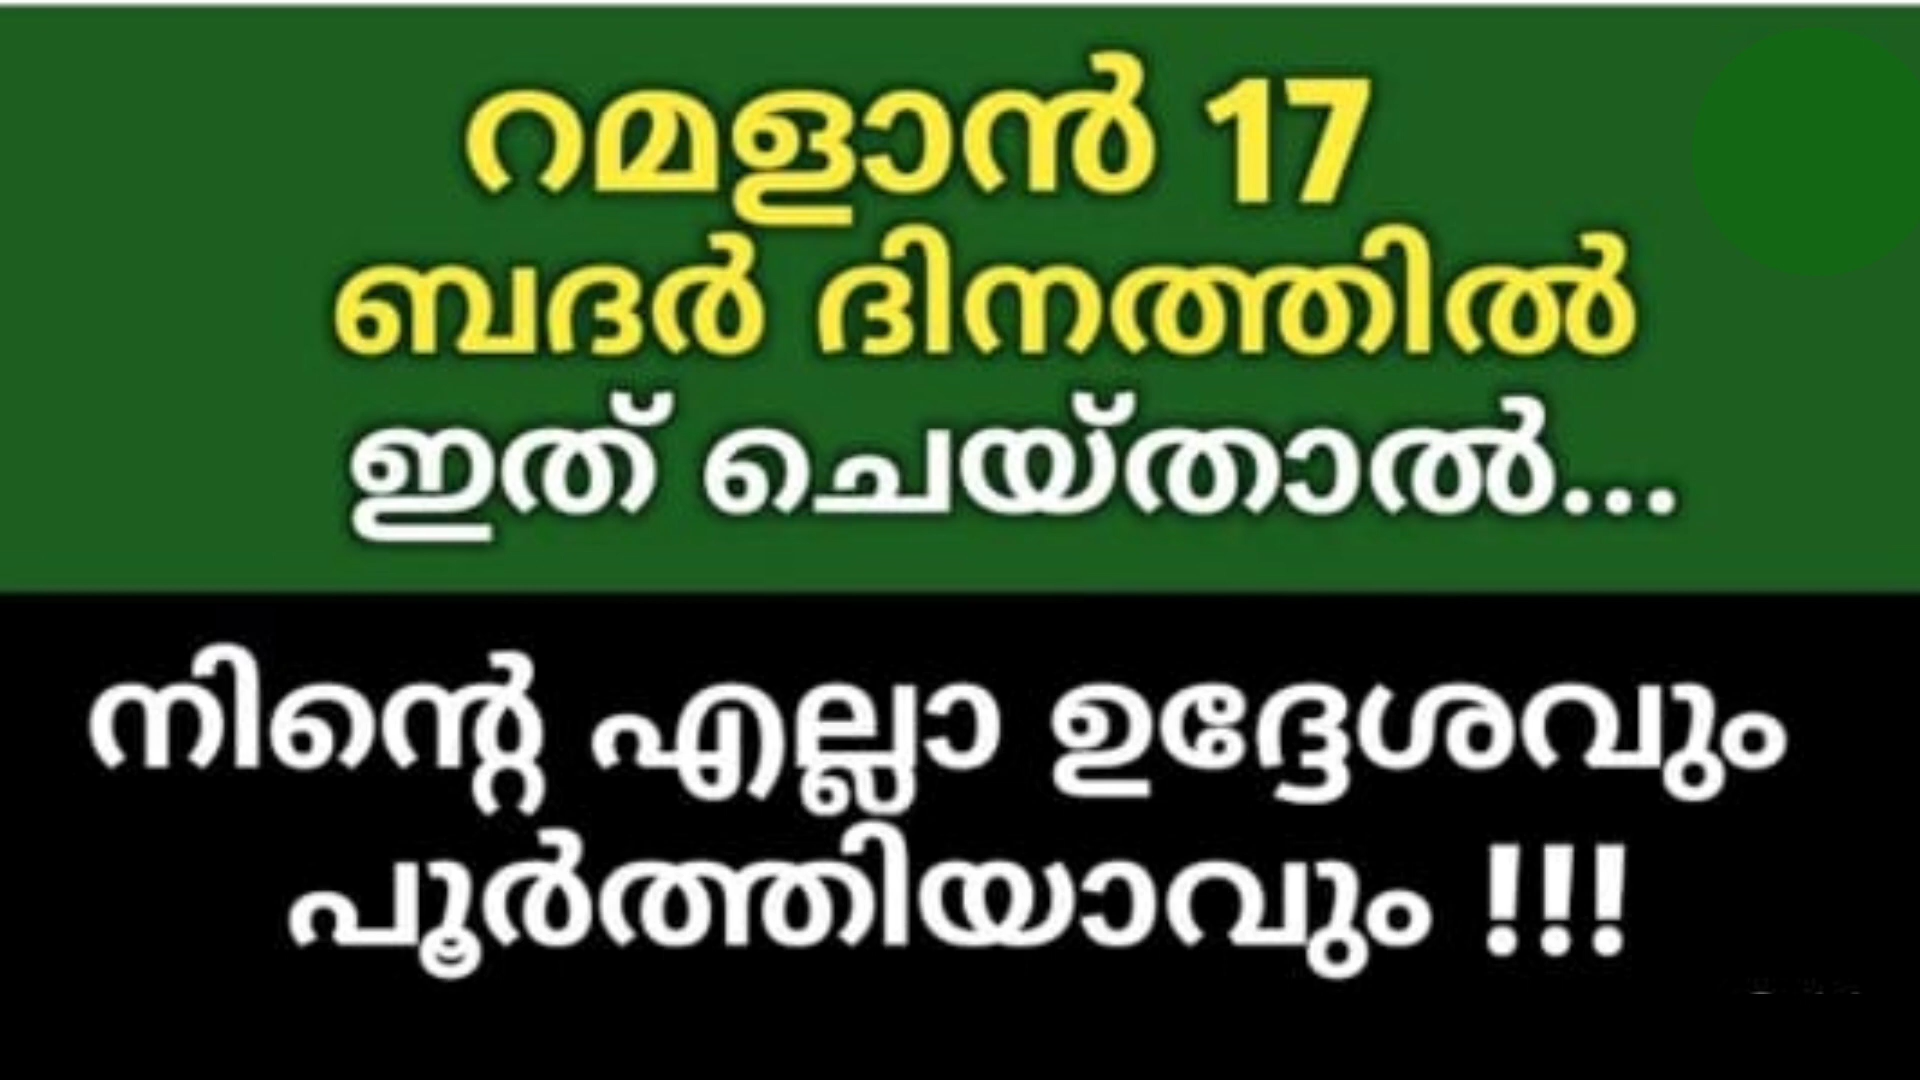 റമളാൻ 17
ബദർ ദിനത്തിൽ
ഇത് ചെയ്താൽ...
നിന്റെ എല്ലാ ഉദ്ദേശവും
പൂർത്തിയാവും !!!